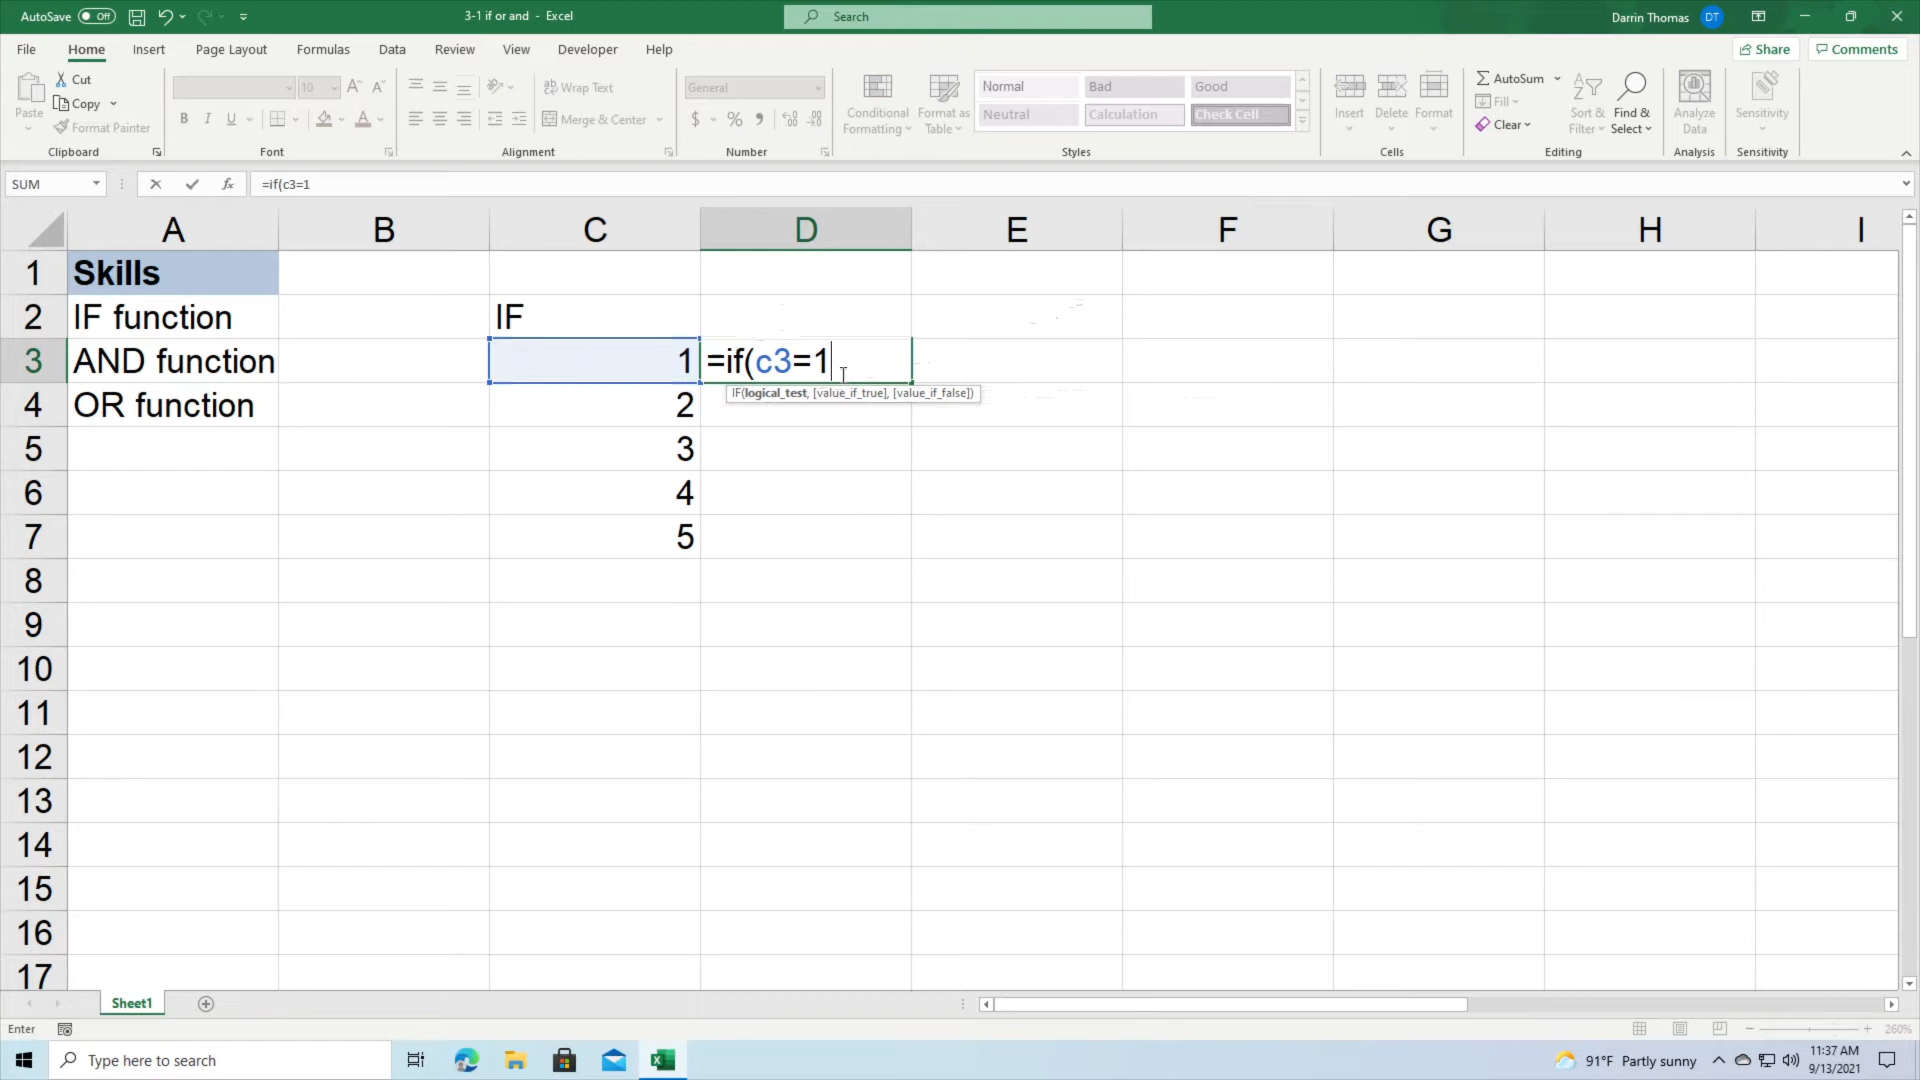 AutoSave Off 3-1 if or and - Excel Search Darrin Thomas DT
File Home Insert Page Layout Formulas Data Review View Developer Help Share Comments
Paste Cut Copy Format Painter
Clipboard
10
B I U
Font
Wrap Text
Merge & Center
Alignment
General
$ % 9
Number
Conditional Formatting
Format as Table
Normal Bad Good
Neutral Calculation Check Cell
Styles
Insert Delete Format
Cells
AutoSum
Fill
Clear
Sort & Filter
Find & Select
Editing
Analyze Data
Analysis
Sensitivity
Sensitivity
SUM fx =if(c3=1
A B C D E F G H I
1 Skills
2 IF function IF
3 AND function 1 =if(c3=1
IF(logical_test, [value_if_true], [value_if_false])
4 OR function 2
5 3
6 4
7 5
8
9
10
11
12
13
14
15
16
17
Sheet1
Enter 260%
Type here to search 91°F Partly sunny 11:37 AM
9/13/2021